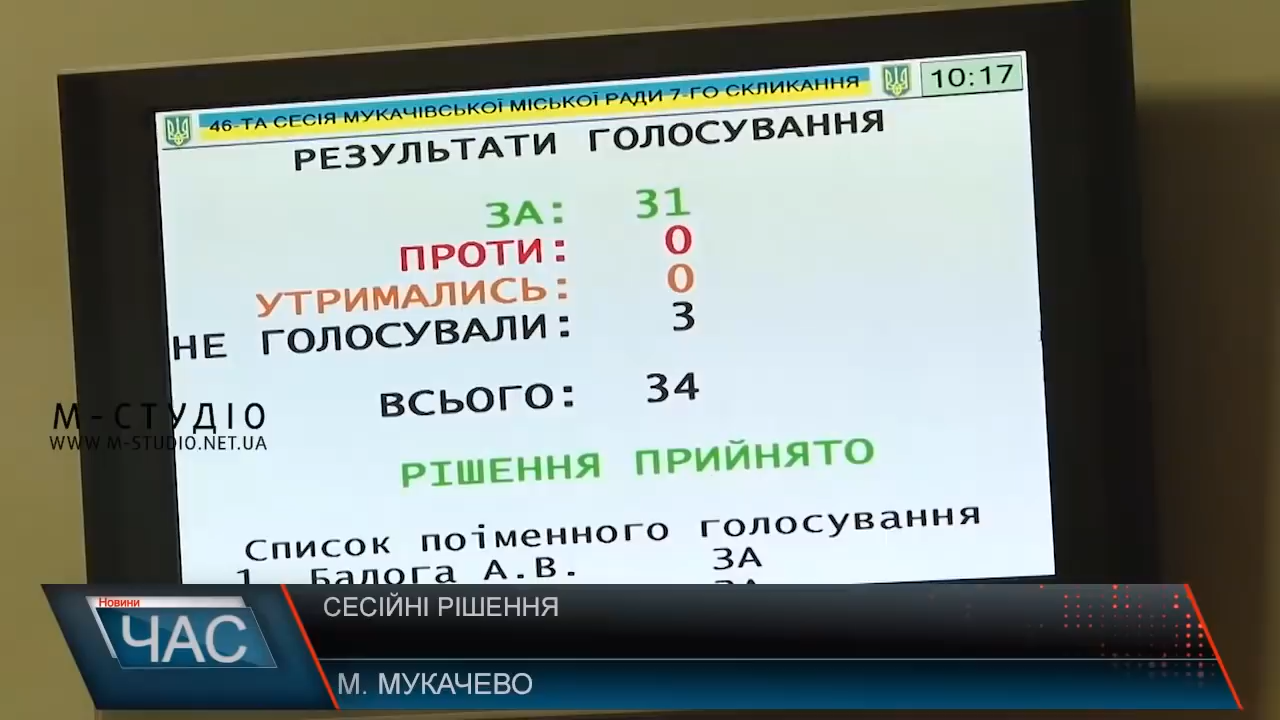 46-ТА СЕСІЯ МУКАЧІВСЬКОЇ МІСЬКОЇ РАДИ 7-ГО СКЛИКАННЯ 10:17
РЕЗУЛЬТАТИ ГОЛОСУВАННЯ
ЗА: 31
ПРОТИ: 0
УТРИМАЛИСЬ: 0
НЕ ГОЛОСУВАЛИ: 3
ВСЬОГО: 34
М-СТУДІО
WWW.M-STUDIO.NET.UA
РІШЕННЯ ПРИЙНЯТО
Список поіменного голосування
1. Балога А.В. ЗА
Новини
ЧАС
СЕСІЙНІ РІШЕННЯ
М. МУКАЧЕВО